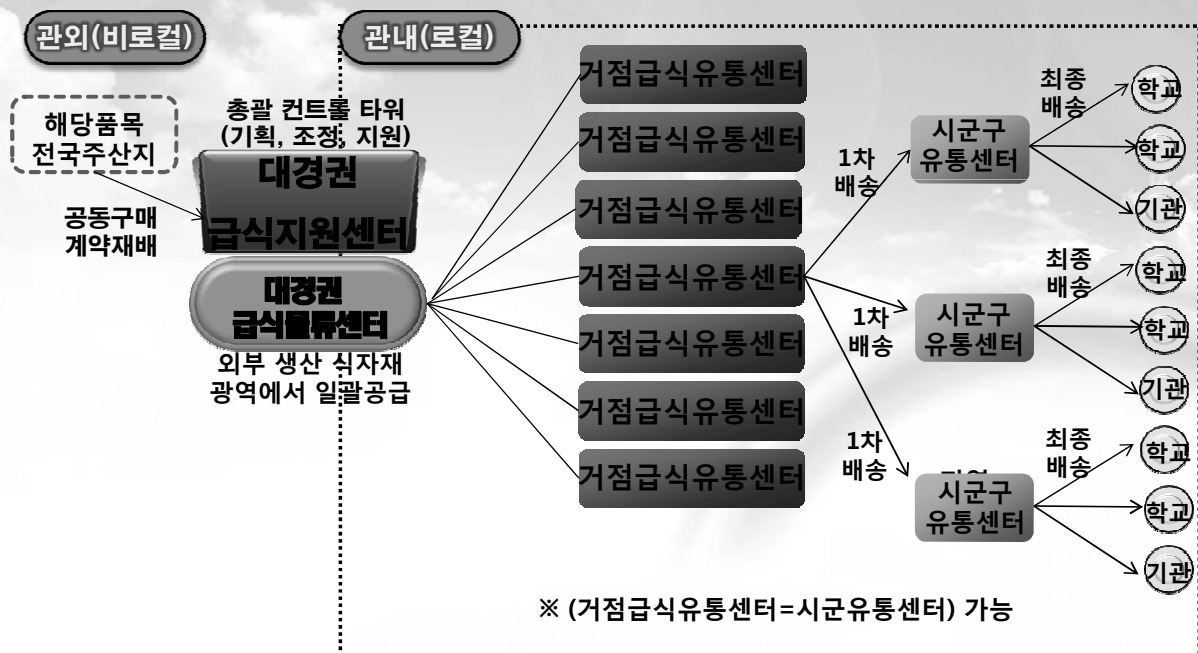 관외(비로컬)
관내(로컬)
해당품목
전국주산지
공동구매
계약재배
총괄 컨트롤 타워
(기획, 조정, 지원)
대경권
급식지원센터
대경권
급식물류센터
외부 생산 식자재
광역에서 일괄공급
거점급식유통센터
거점급식유통센터
거점급식유통센터
거점급식유통센터
거점급식유통센터
거점급식유통센터
거점급식유통센터
1차
배송
시군구
유통센터
최종
배송
학교
학교
기관
1차
배송
시군구
유통센터
최종
배송
학교
학교
기관
1차
배송
시군구
유통센터
최종
배송
학교
학교
기관
※ (거점급식유통센터=시군유통센터) 가능